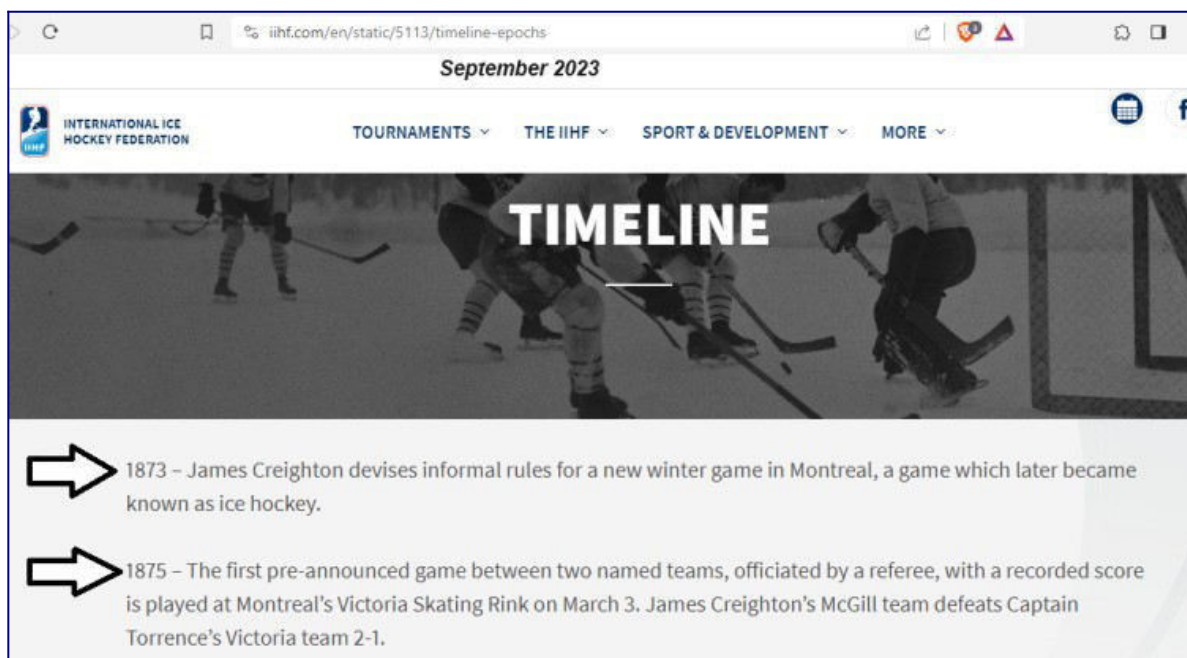 iihf.com/en/static/5113/timeline-epochs
September 2023
INTERNATIONAL ICE
HOCKEY FEDERATION
IIHF
TOURNAMENTS
THE IIHF
SPORT & DEVELOPMENT
MORE
f
TIMELINE
1873 – James Creighton devises informal rules for a new winter game in Montreal, a game which later became
known as ice hockey.
1875 – The first pre-announced game between two named teams, officiated by a referee, with a recorded score
is played at Montreal’s Victoria Skating Rink on March 3. James Creighton’s McGill team defeats Captain
Torrence’s Victoria team 2-1.